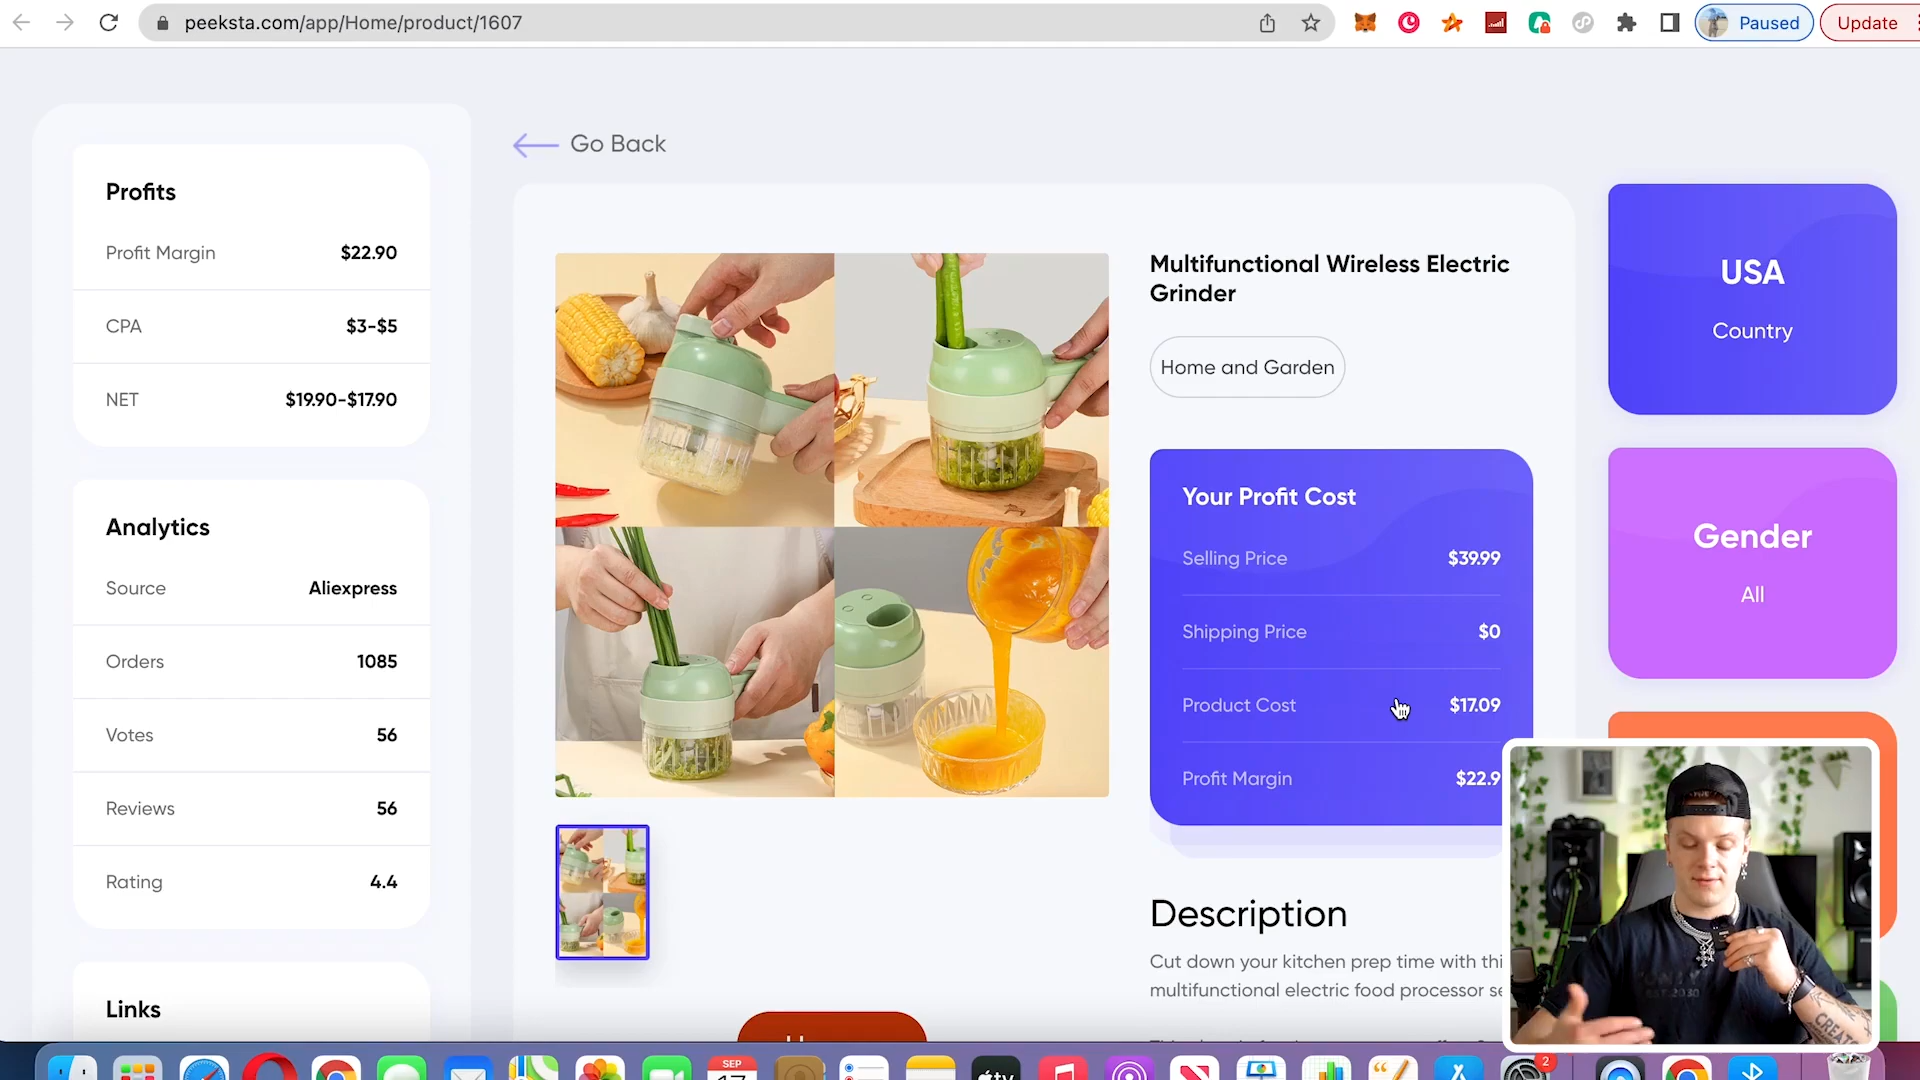 peeksta.com/app/Home/product/1607
Paused
Update
Go Back
Profits
Profit Margin $22.90
CPA $3-$5
NET $19.90-$17.90
Analytics
Source Aliexpress
Orders 1085
Votes 56
Reviews 56
Rating 4.4
Links
Multifunctional Wireless Electric
Grinder
Home and Garden
Your Profit Cost
Selling Price $39.99
Shipping Price $0
Product Cost $17.09
Profit Margin $22.9
Description
Cut down your kitchen prep time with thi
multifunctional electric food processor se
USA
Country
Gender
All
SEP
tv
2